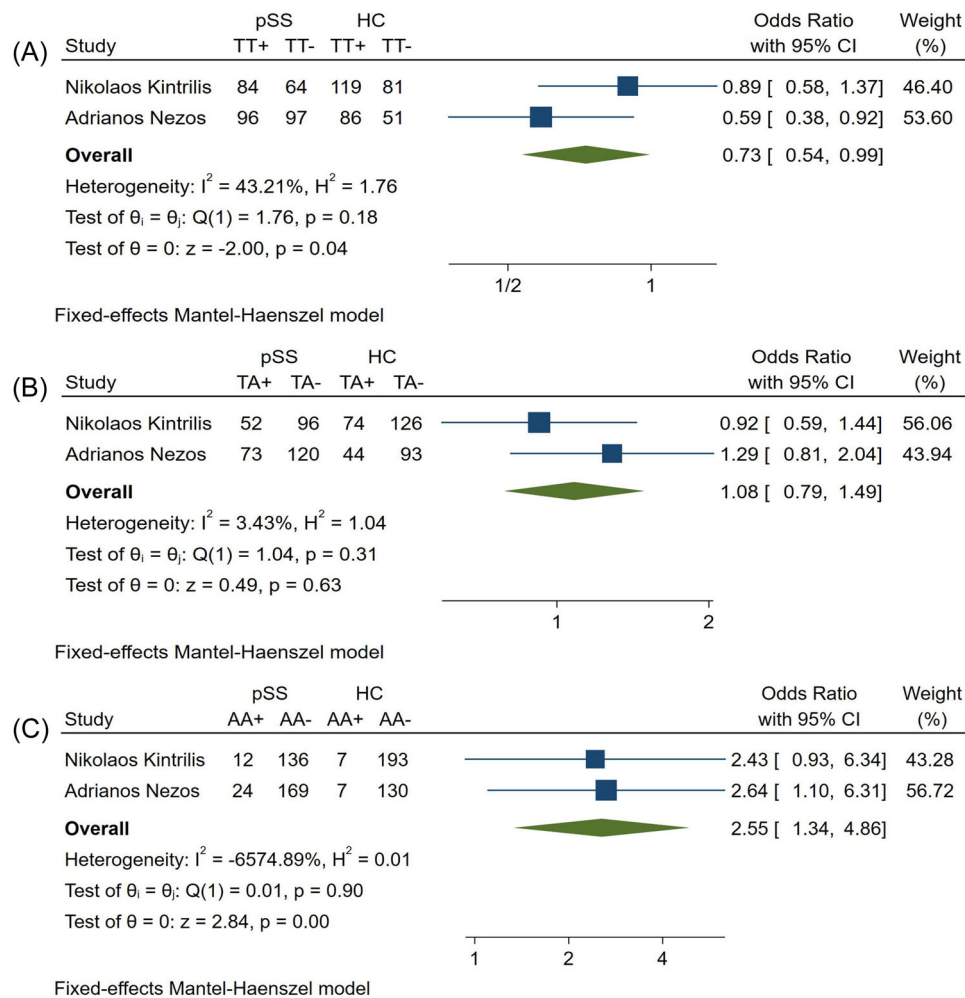 (A)
pSS HC Odds Ratio Weight
Study TT+ TT- TT+ TT- with 95% CI (%)
Nikolaos Kintrilis 84 64 119 81 0.89 [ 0.58, 1.37] 46.40
Adrianos Nezos 96 97 86 51 0.59 [ 0.38, 0.92] 53.60
Overall 0.73 [ 0.54, 0.99]
Heterogeneity: I² = 43.21%, H² = 1.76
Test of θᵢ = θⱼ: Q(1) = 1.76, p = 0.18
Test of θ = 0: z = -2.00, p = 0.04
1/2 1
Fixed-effects Mantel-Haenszel model
(B)
pSS HC Odds Ratio Weight
Study TA+ TA- TA+ TA- with 95% CI (%)
Nikolaos Kintrilis 52 96 74 126 0.92 [ 0.59, 1.44] 56.06
Adrianos Nezos 73 120 44 93 1.29 [ 0.81, 2.04] 43.94
Overall 1.08 [ 0.79, 1.49]
Heterogeneity: I² = 3.43%, H² = 1.04
Test of θᵢ = θⱼ: Q(1) = 1.04, p = 0.31
Test of θ = 0: z = 0.49, p = 0.63
1 2
Fixed-effects Mantel-Haenszel model
(C)
pSS HC Odds Ratio Weight
Study AA+ AA- AA+ AA- with 95% CI (%)
Nikolaos Kintrilis 12 136 7 193 2.43 [ 0.93, 6.34] 43.28
Adrianos Nezos 24 169 7 130 2.64 [ 1.10, 6.31] 56.72
Overall 2.55 [ 1.34, 4.86]
Heterogeneity: I² = -6574.89%, H² = 0.01
Test of θᵢ = θⱼ: Q(1) = 0.01, p = 0.90
Test of θ = 0: z = 2.84, p = 0.00
1 2 4
Fixed-effects Mantel-Haenszel model